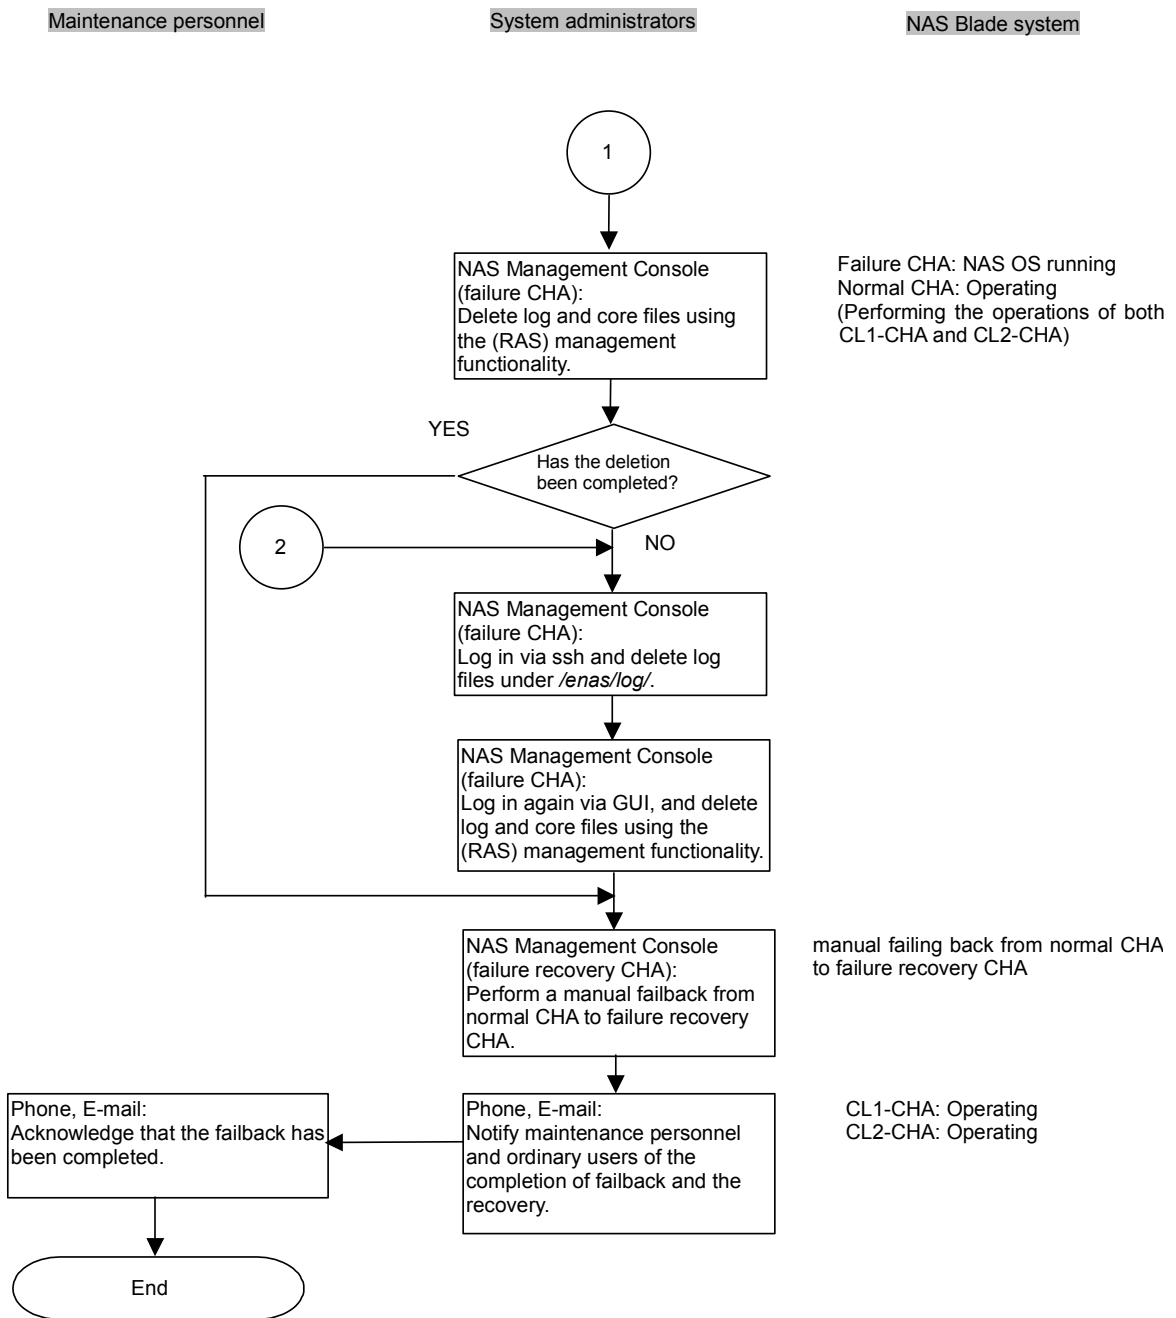 Maintenance personnel
System administrators
NAS Blade system
1
NAS Management Console
(failure CHA):
Delete log and core files using
the (RAS) management
functionality.
Failure CHA: NAS OS running
Normal CHA: Operating
(Performing the operations of both
CL1-CHA and CL2-CHA)
YES
Has the deletion
been completed?
2
NO
NAS Management Console
(failure CHA):
Log in via ssh and delete log
files under /enas/log/.
NAS Management Console
(failure CHA):
Log in again via GUI, and delete
log and core files using the
(RAS) management functionality.
NAS Management Console
(failure recovery CHA):
Perform a manual failback from
normal CHA to failure recovery
CHA.
manual failing back from normal CHA
to failure recovery CHA
Phone, E-mail:
Acknowledge that the failback has
been completed.
Phone, E-mail:
Notify maintenance personnel
and ordinary users of the
completion of failback and the
recovery.
CL1-CHA: Operating
CL2-CHA: Operating
End